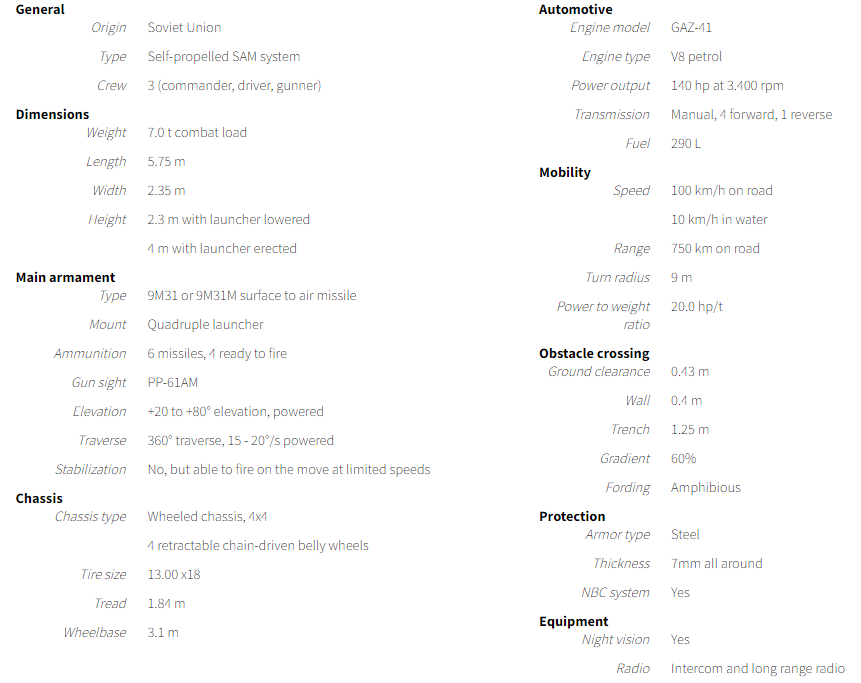 General
Origin Soviet Union
Type Self-propelled SAM system
Crew 3 (commander, driver, gunner)
Dimensions
Weight 7.0 t combat load
Length 5.75 m
Width 2.35 m
Height 2.3 m with launcher lowered
4 m with launcher erected
Main armament
Type 9M31 or 9M31M surface to air missile
Mount Quadruple launcher
Ammunition 6 missiles, 4 ready to fire
Gun sight PP-61AM
Elevation +20 to +80° elevation, powered
Traverse 360° traverse, 15 - 20°/s powered
Stabilization No, but able to fire on the move at limited speeds
Chassis
Chassis type Wheeled chassis, 4x4
4 retractable chain-driven belly wheels
Tire size 13.00 x18
Tread 1.84 m
Wheelbase 3.1 m
Automotive
Engine model GAZ-41
Engine type V8 petrol
Power output 140 hp at 3.400 rpm
Transmission Manual, 4 forward, 1 reverse
Fuel 290 L
Mobility
Speed 100 km/h on road
10 km/h in water
Range 750 km on road
Turn radius 9 m
Power to weight 20.0 hp/t
ratio
Obstacle crossing
Ground clearance 0.43 m
Wall 0.4 m
Trench 1.25 m
Gradient 60%
Fording Amphibious
Protection
Armor type Steel
Thickness 7mm all around
NBC system Yes
Equipment
Night vision Yes
Radio Intercom and long range radio